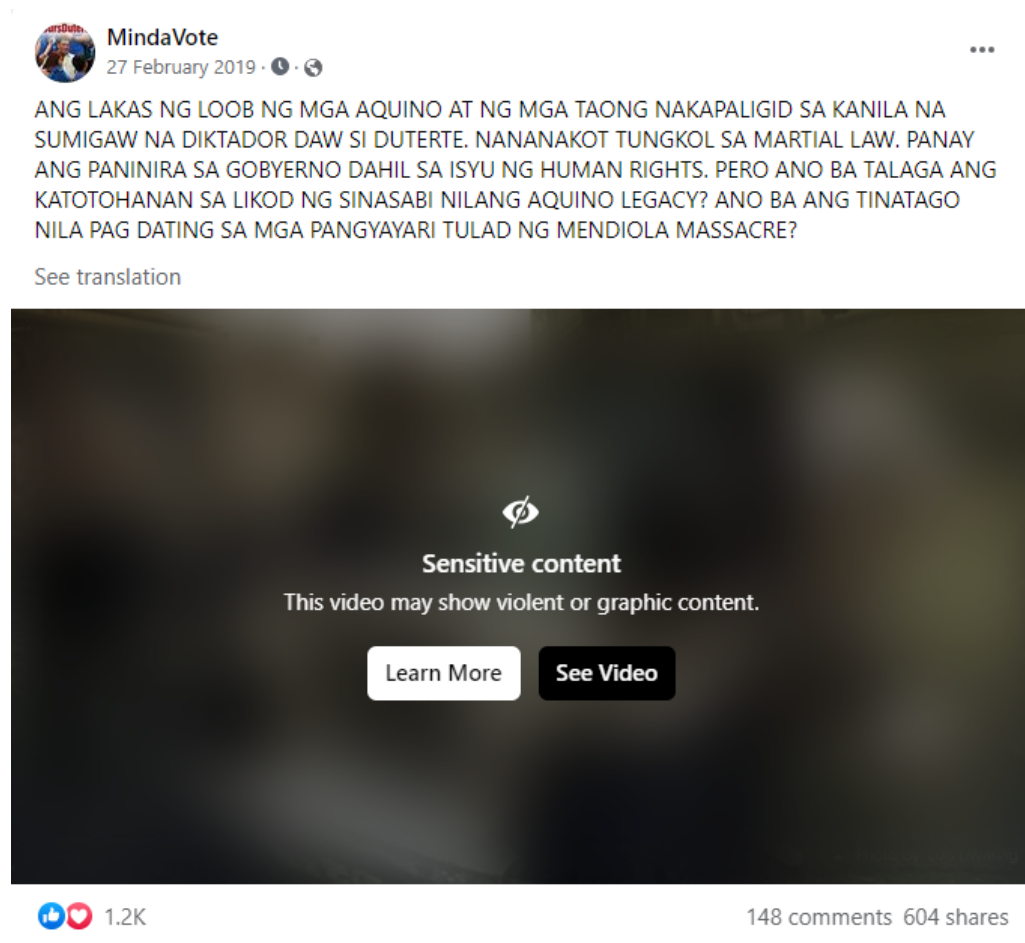 MindaVote
27 February 2019 ·
ANG LAKAS NG LOOB NG MGA AQUINO AT NG MGA TAONG NAKAPALIGID SA KANILA NA
SUMIGAW NA DIKTADOR DAW SI DUTERTE. NANANAKOT TUNGKOL SA MARTIAL LAW. PANAY
ANG PANINIRA SA GOBYERNO DAHIL SA ISYU NG HUMAN RIGHTS. PERO ANO BA TALAGA ANG
KATOTOHANAN SA LIKOD NG SINASABI NILANG AQUINO LEGACY? ANO BA ANG TINATAGO
NILA PAG DATING SA MGA PANGYAYARI TULAD NG MENDIOLA MASSACRE?
See translation
Sensitive content
This video may show violent or graphic content.
Learn More See Video
1.2K 148 comments 604 shares